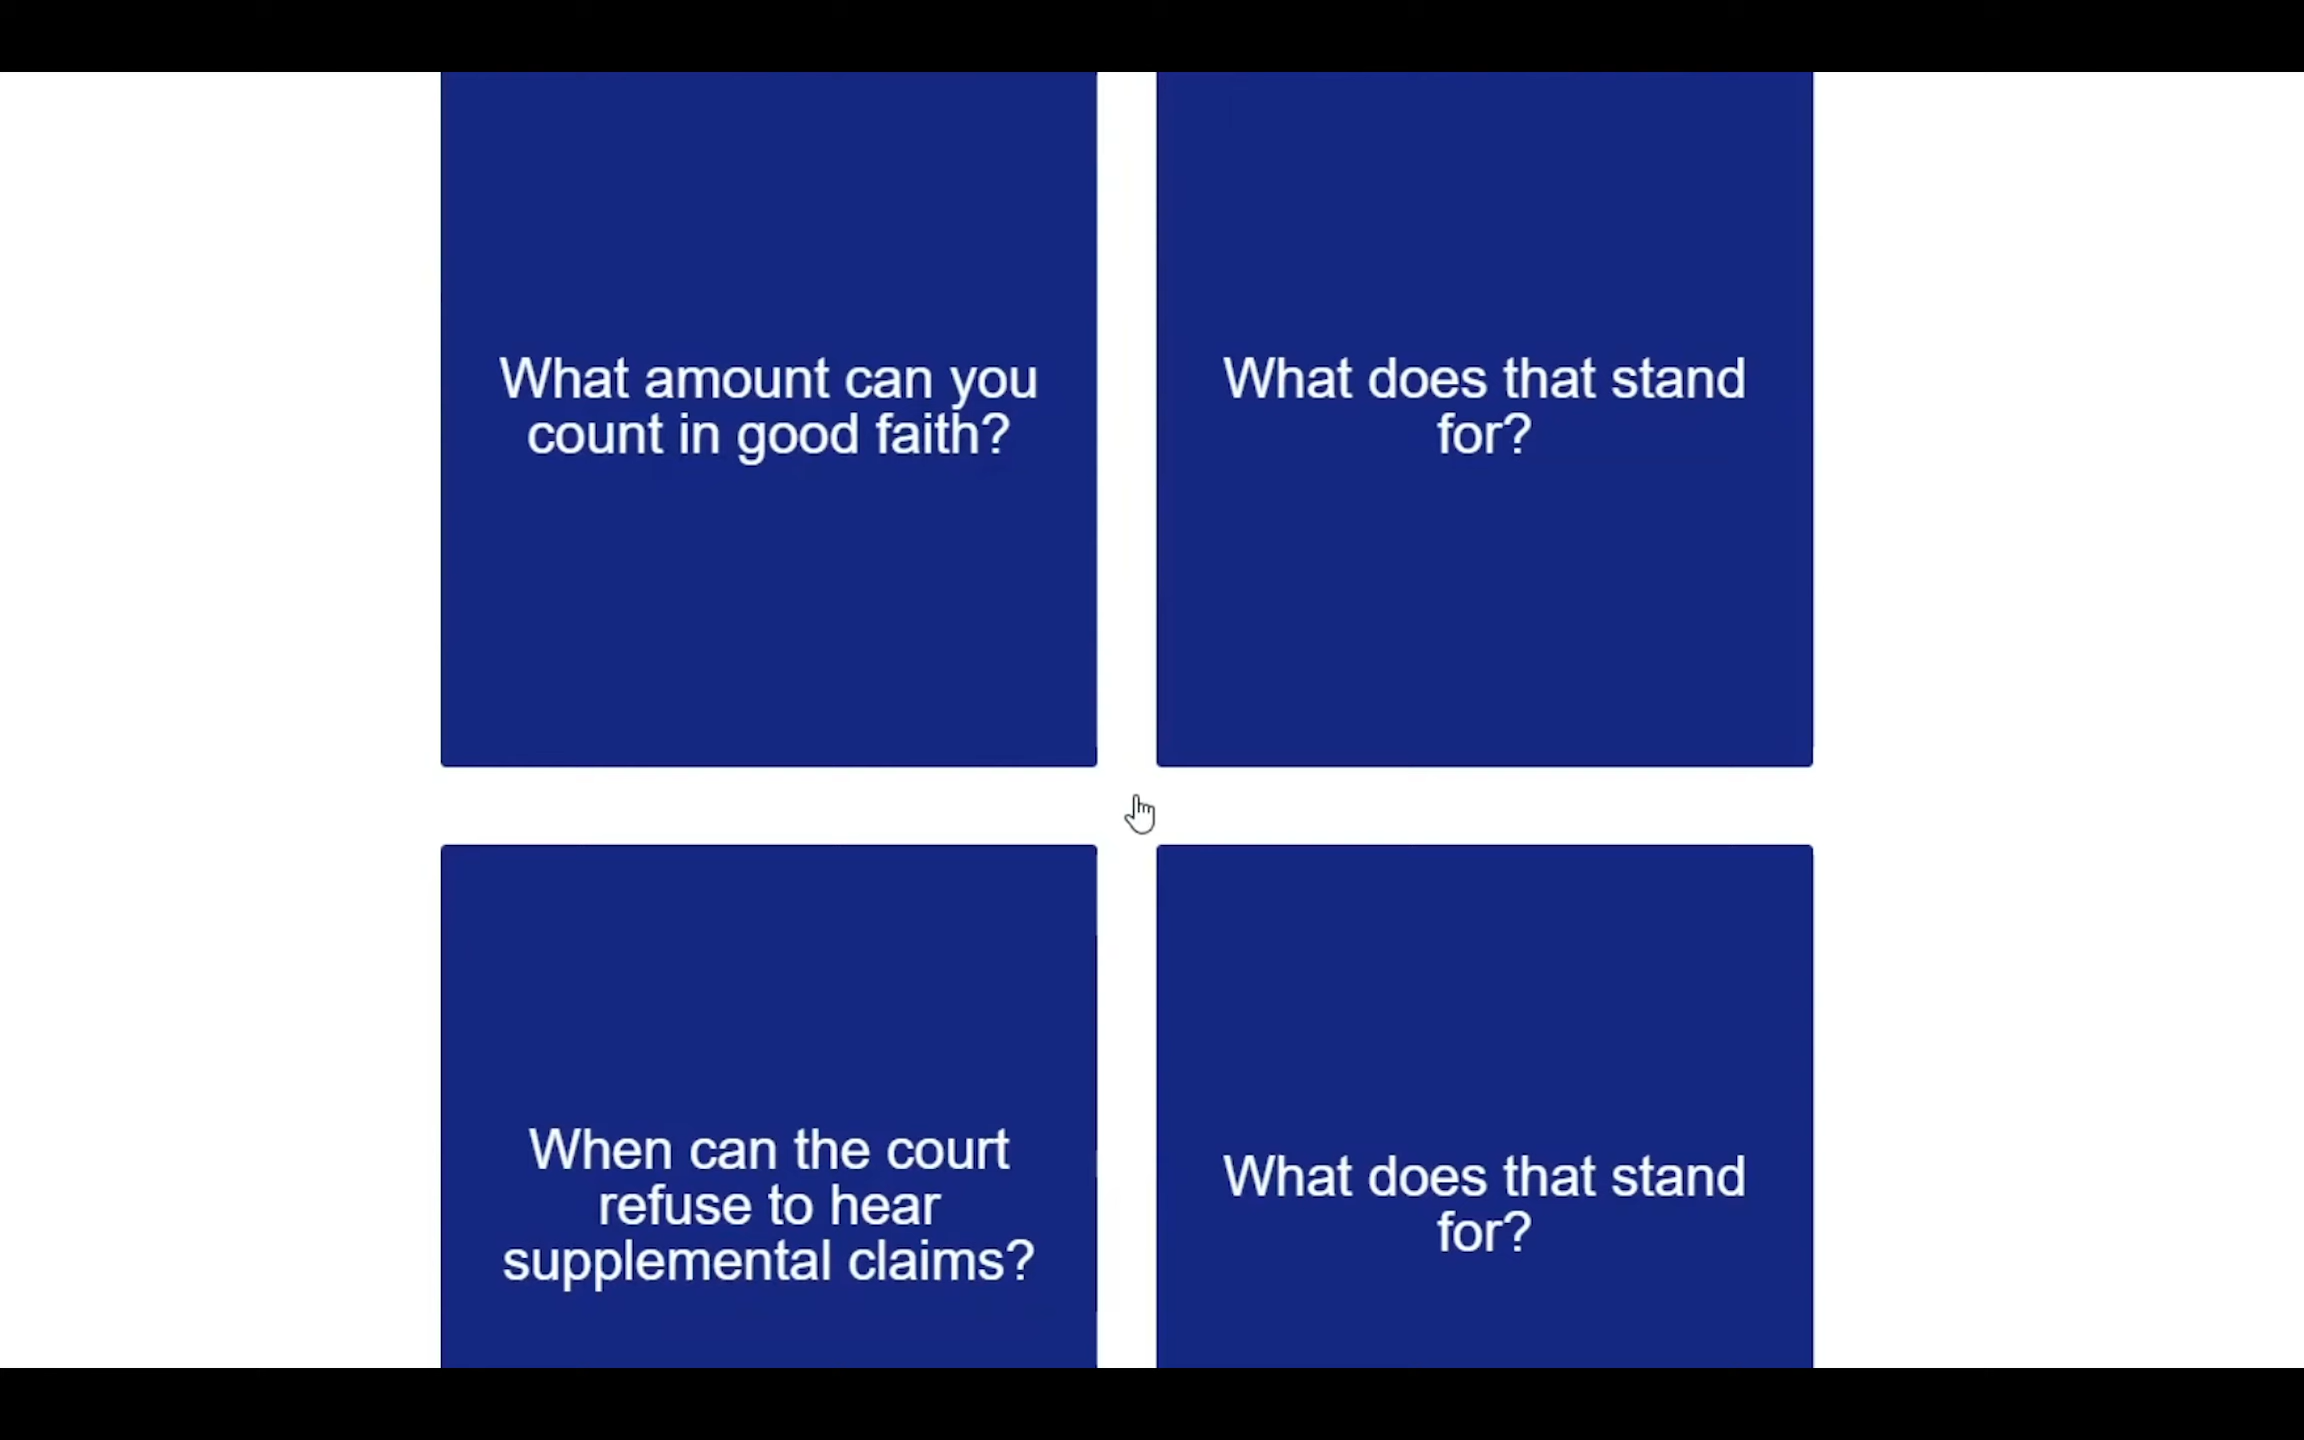 What amount can you
count in good faith?
What does that stand
for?
When can the court
refuse to hear
supplemental claims?
What does that stand
for?